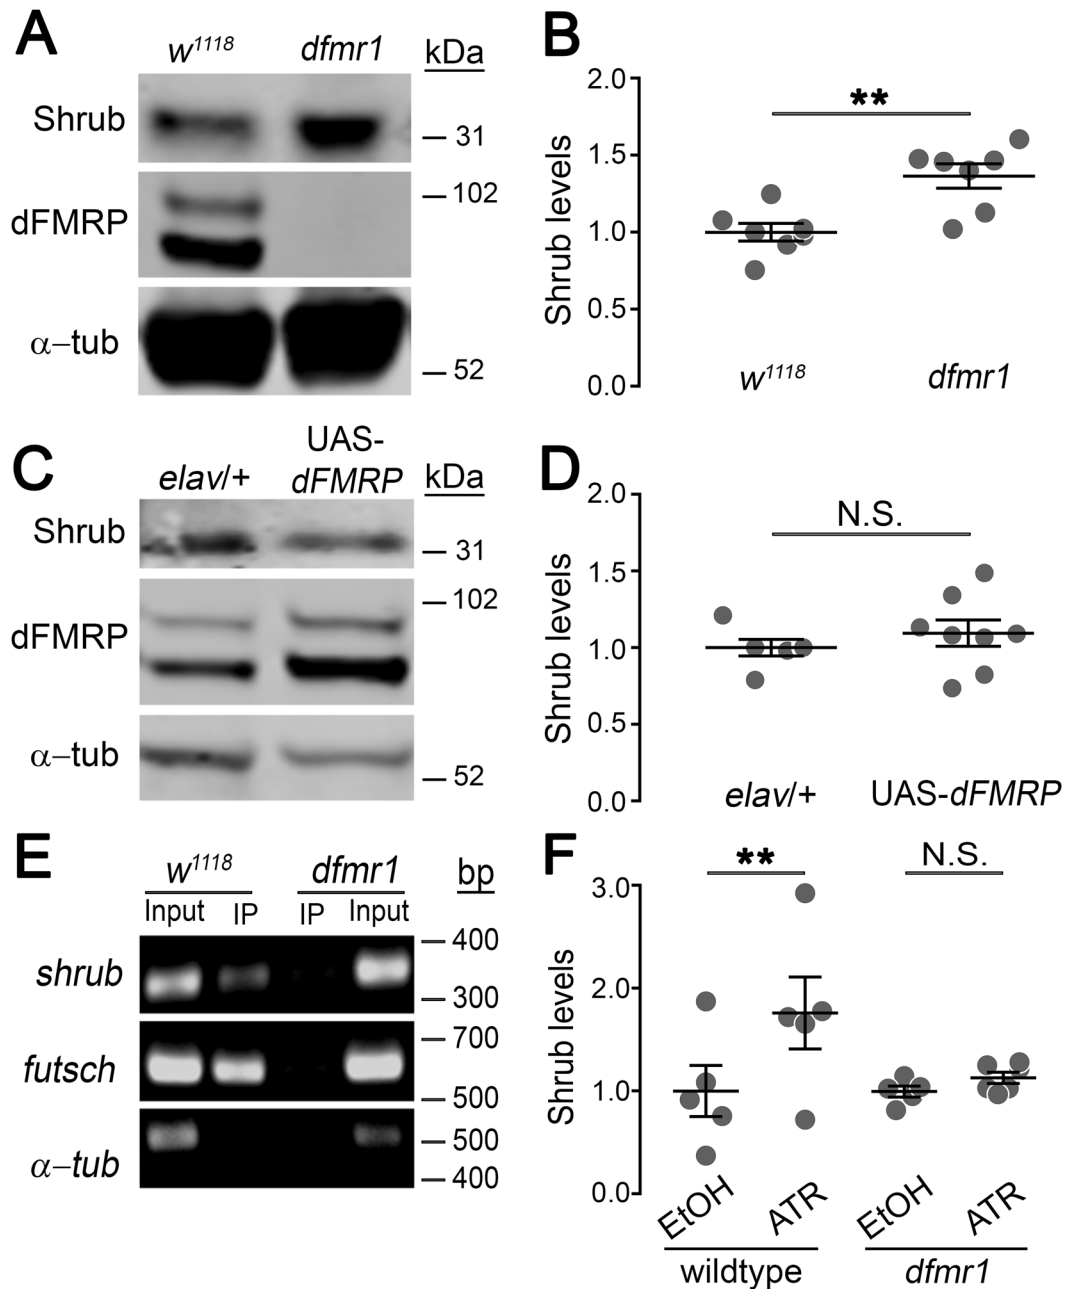 A
w1118 dfmr1 kDa
Shrub
31
dFMRP
102
α–tub
52
B
Shrub levels
2.0
1.5
1.0
0.5
0.0
**
w1118 dfmr1
C
elav/+ UAS-
dFMRP
kDa
Shrub
31
dFMRP
102
α–tub
52
D
Shrub levels
2.0
1.5
1.0
0.5
0.0
N.S.
elav/+ UAS-dFMRP
E
w1118 dfmr1 bp
Input IP IP Input
shrub
400
300
futsch
700
500
α–tub
500
400
F
Shrub levels
3.0
2.0
1.0
0.0
** N.S.
EtOH ATR EtOH ATR
wildtype dfmr1